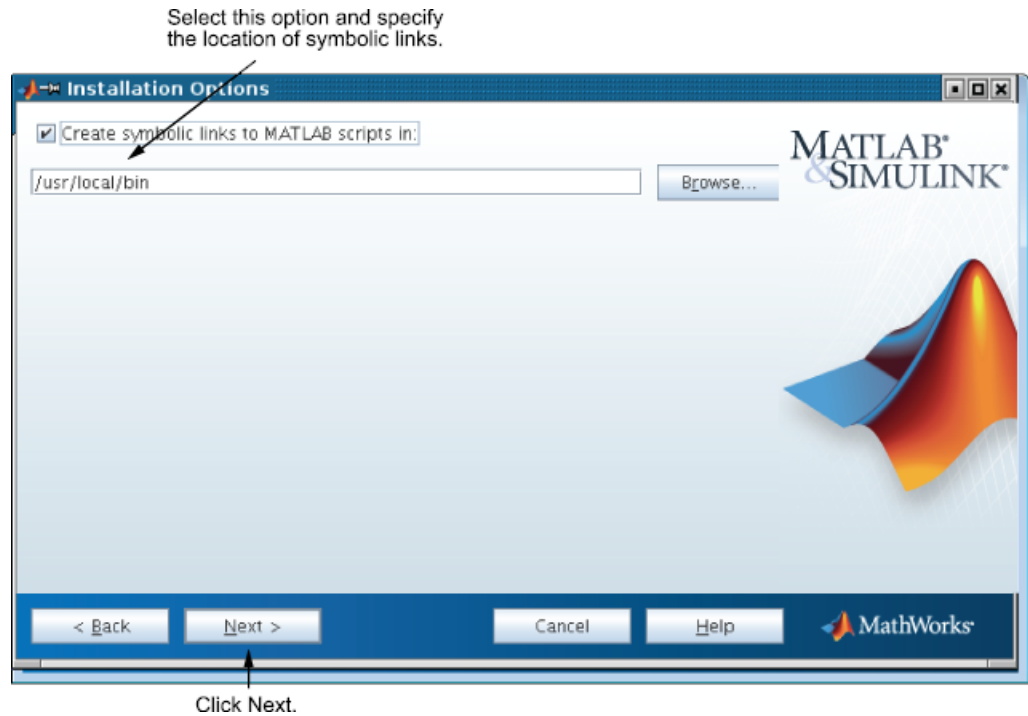 Select this option and specify
the location of symbolic links.
Installation Options
Create symbolic links to MATLAB scripts in:
/usr/local/bin
Browse...
MATLAB®
&SIMULINK®
< Back
Next >
Cancel
Help
MathWorks®
Click Next.